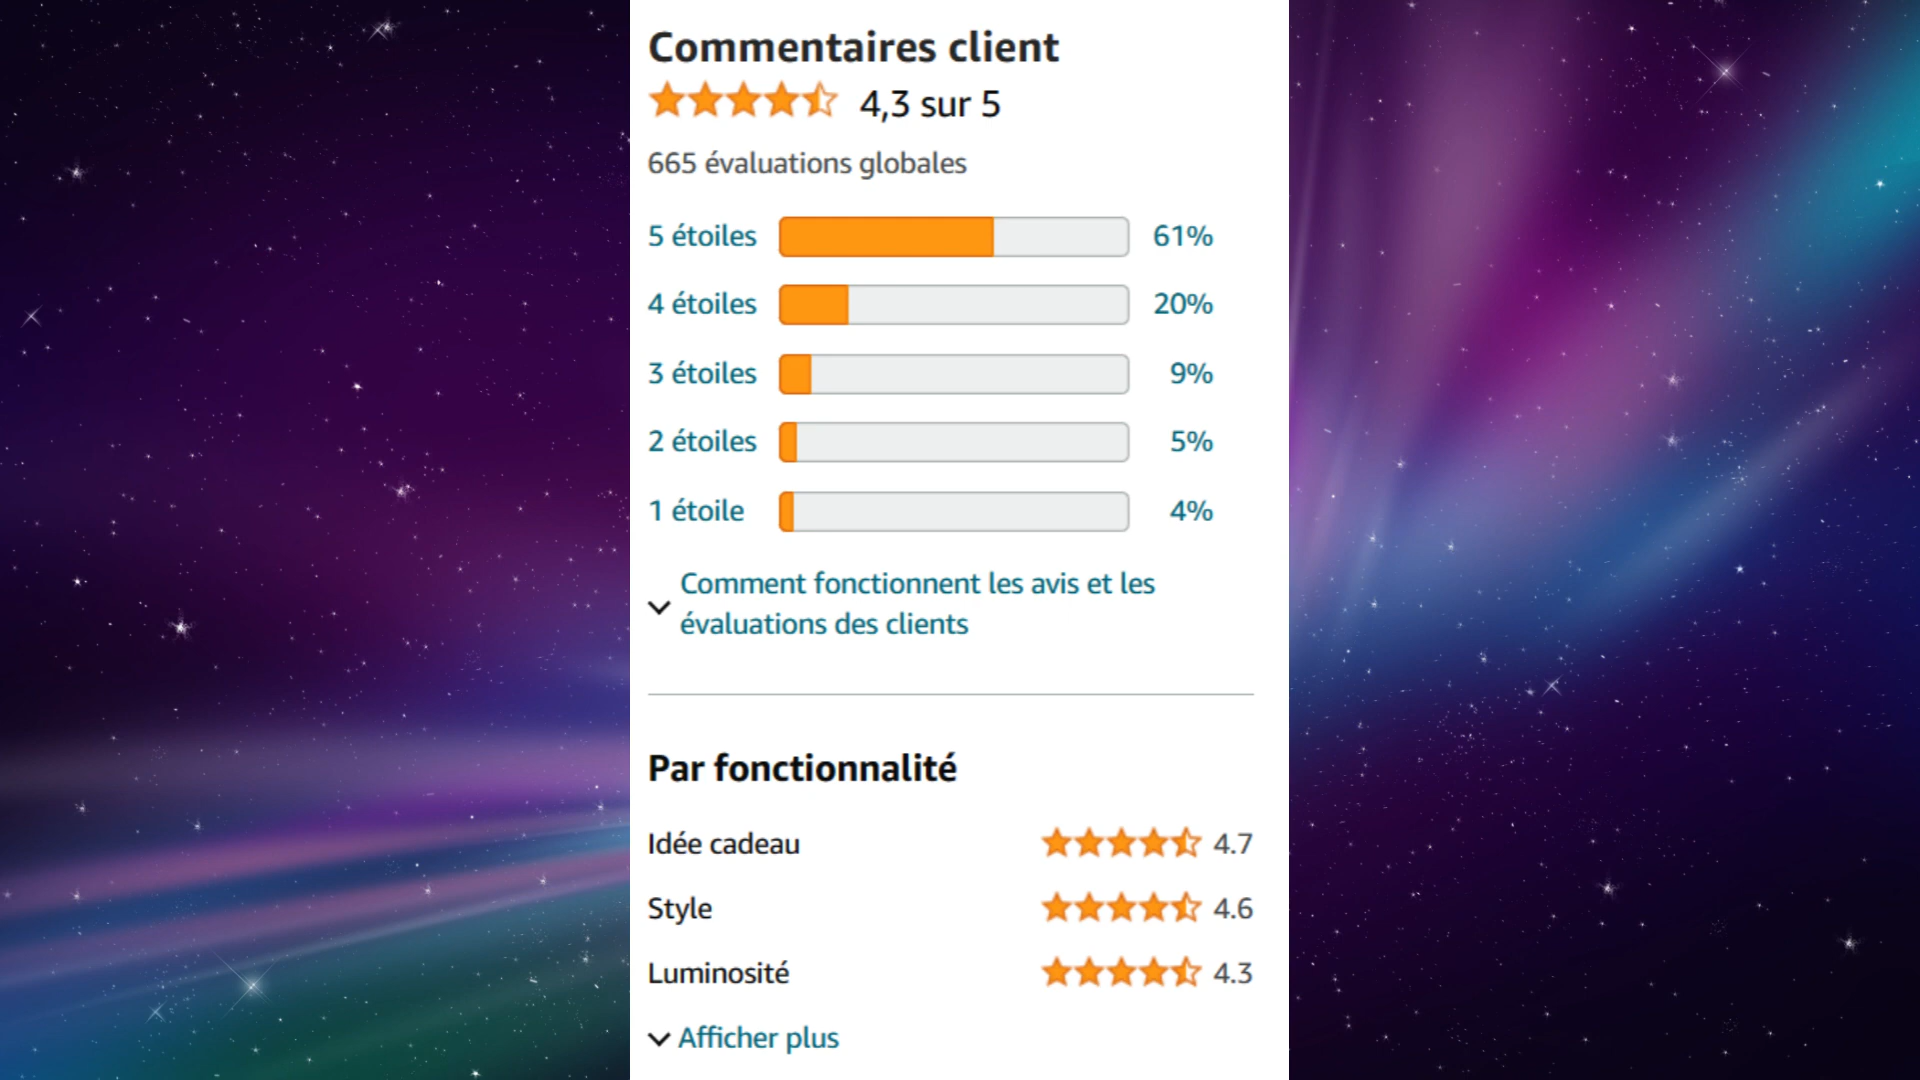 Commentaires client
4,3 sur 5
665 évaluations globales
5 étoiles 61%
4 étoiles 20%
3 étoiles 9%
2 étoiles 5%
1 étoile 4%
Comment fonctionnent les avis et les
évaluations des clients
Par fonctionnalité
Idée cadeau 4.7
Style 4.6
Luminosité 4.3
Afficher plus